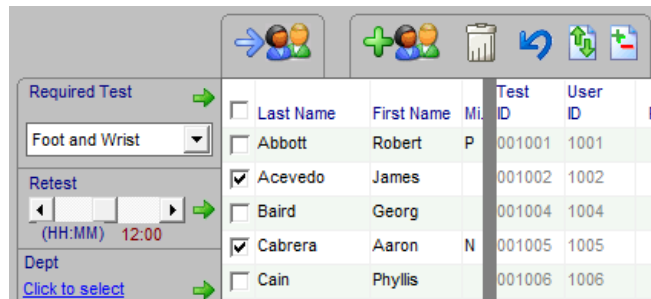 Required Test
Foot and Wrist
Retest
(HH:MM) 12:00
Dept
Click to select
Last Name First Name Mi. Test ID User ID
Abbott Robert P 001001 1001
Acevedo James 001002 1002
Baird Georg 001004 1004
Cabrera Aaron N 001005 1005
Cain Phyllis 001006 1006